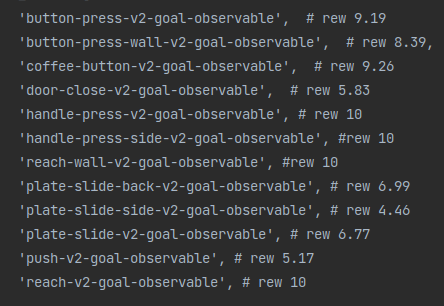 'button-press-v2-goal-observable',  # rew 9.19
'button-press-wall-v2-goal-observable',  # rew 8.39,
'coffee-button-v2-goal-observable',  # rew 9.26
'door-close-v2-goal-observable',  # rew 5.83
'handle-press-v2-goal-observable', # rew 10
'handle-press-side-v2-goal-observable', #rew 10
'reach-wall-v2-goal-observable', #rew 10
'plate-slide-back-v2-goal-observable', # rew 6.99
'plate-slide-side-v2-goal-observable', # rew 4.46
'plate-slide-v2-goal-observable', # rew 6.77
'push-v2-goal-observable', # rew 5.17
'reach-v2-goal-observable', # rew 10